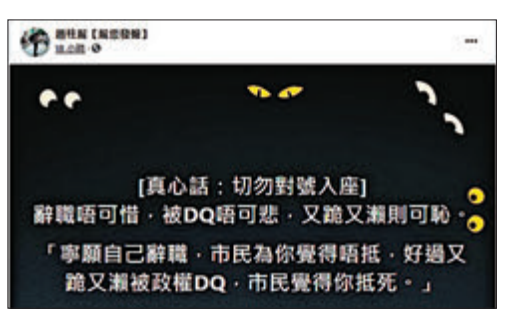 [真心話：切勿對號入座]
辭職唔可惜．被DQ唔可悲．又跪又瀨則可恥。
「寧願自己辭職．市民為你覺得唔抵．好過又
跪又瀨被政權DQ．市民覺得你抵死。」